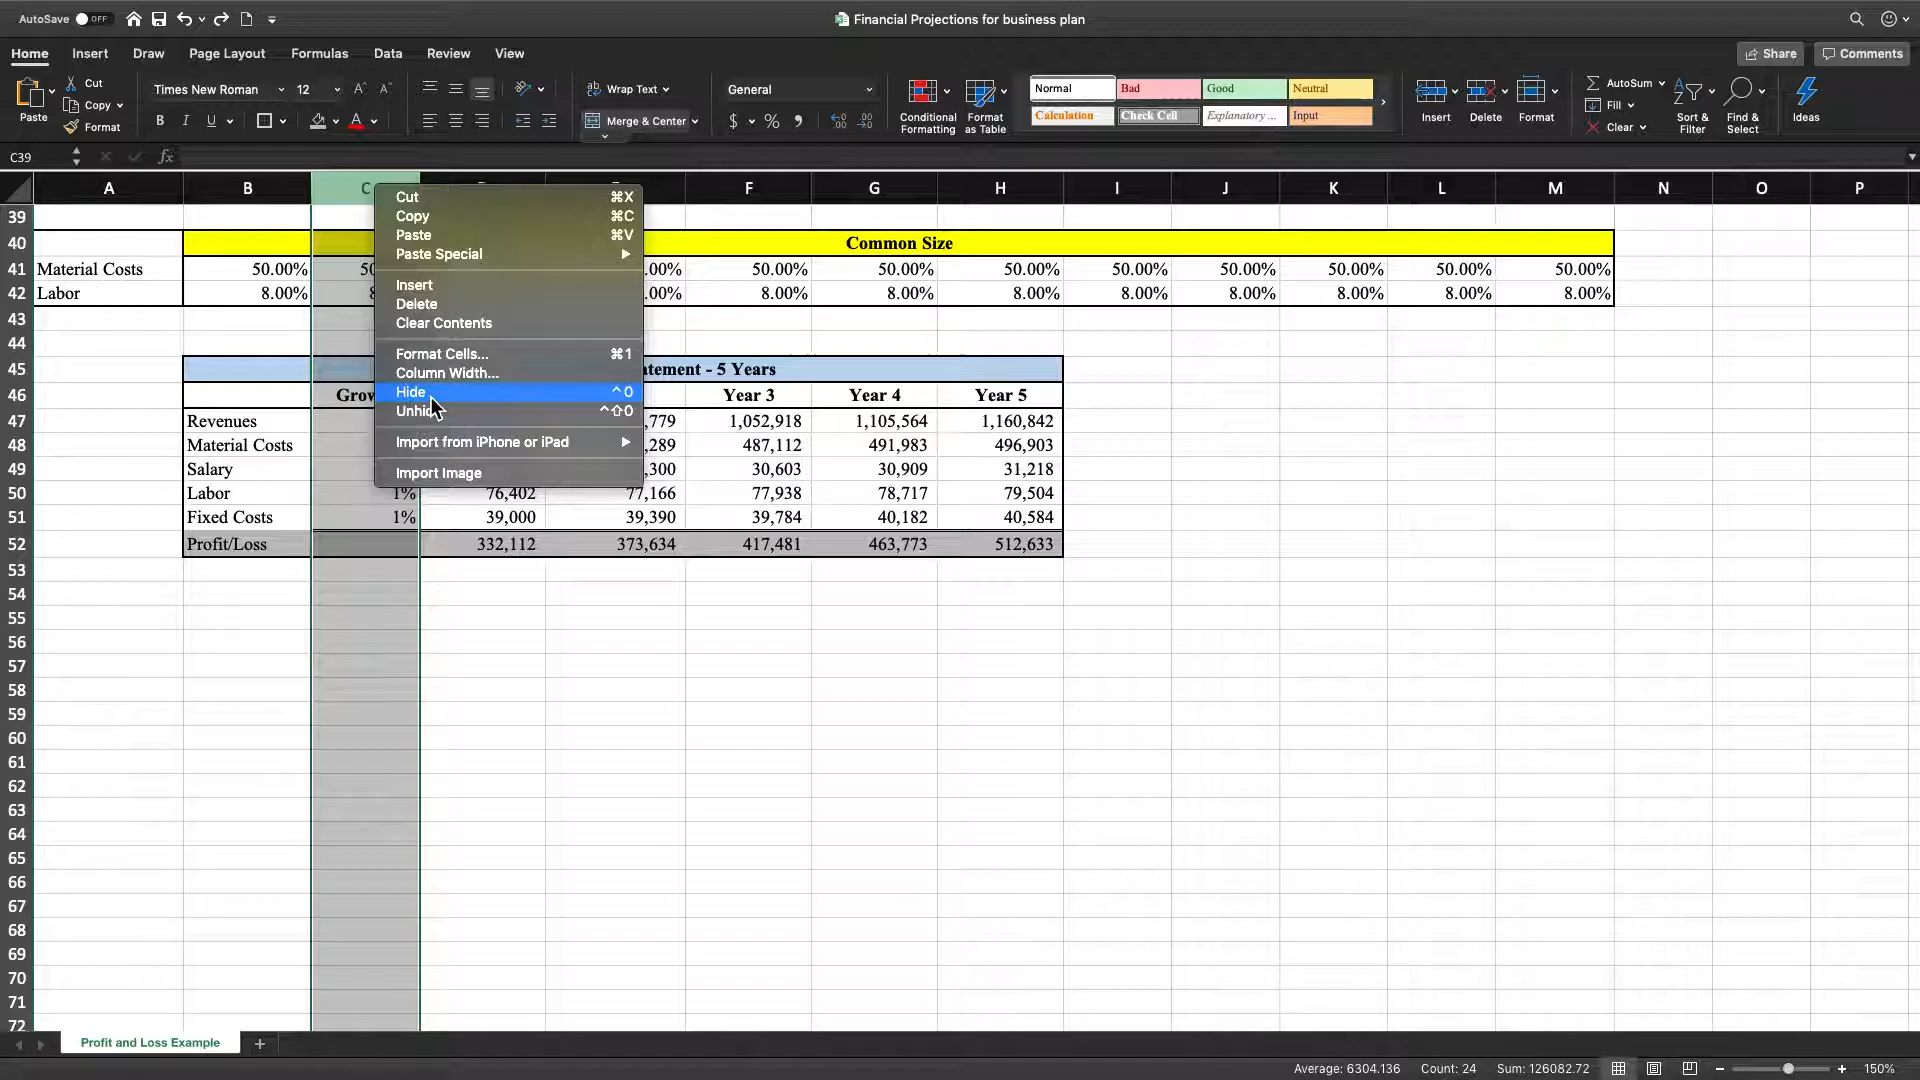 AutoSave OFF
Financial Projections for business plan
Home Insert Draw Page Layout Formulas Data Review View
Share Comments
Paste
Cut
Copy
Format
Times New Roman 12
B I U
Wrap Text
Merge & Center
General
$ % ,
Conditional Formatting
Format as Table
Normal Bad Good Neutral
Calculation Check Cell Explanatory ... Input
Insert Delete Format
AutoSum
Fill
Clear
Sort & Filter
Find & Select
Ideas
C39 fx
A B C F G H I J K L M N O P
39
40 Common Size
41 Material Costs 50.00% 50 .00% 50.00% 50.00% 50.00% 50.00% 50.00% 50.00% 50.00% 50.00%
42 Labor 8.00% 8 .00% 8.00% 8.00% 8.00% 8.00% 8.00% 8.00% 8.00% 8.00%
43
44
45 tement - 5 Years
46 Grow Year 3 Year 4 Year 5
47 Revenues ,779 1,052,918 1,105,564 1,160,842
48 Material Costs ,289 487,112 491,983 496,903
49 Salary ,300 30,603 30,909 31,218
50 Labor 1% 76,402 77,166 77,938 78,717 79,504
51 Fixed Costs 1% 39,000 39,390 39,784 40,182 40,584
52 Profit/Loss 332,112 373,634 417,481 463,773 512,633
53
54
55
56
57
58
59
60
61
62
63
64
65
66
67
68
69
70
71
72
Cut ⌘X
Copy ⌘C
Paste ⌘V
Paste Special
Insert
Delete
Clear Contents
Format Cells... ⌘1
Column Width...
Hide ^0
Unhid ^⇧0
Import from iPhone or iPad
Import Image
Profit and Loss Example +
Average: 6304.136 Count: 24 Sum: 126082.72 − + 150%